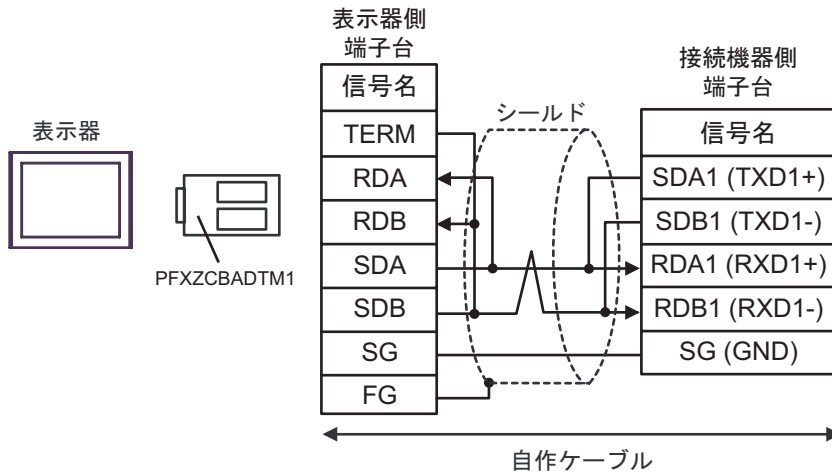 表示器
PFXZCBADTM1
表示器側
端子台
信号名
TERM
RDA
RDB
SDA
SDB
SG
FG
シールド
接続機器側
端子台
信号名
SDA1 (TXD1+)
SDB1 (TXD1-)
RDA1 (RXD1+)
RDB1 (RXD1-)
SG (GND)
自作ケーブル